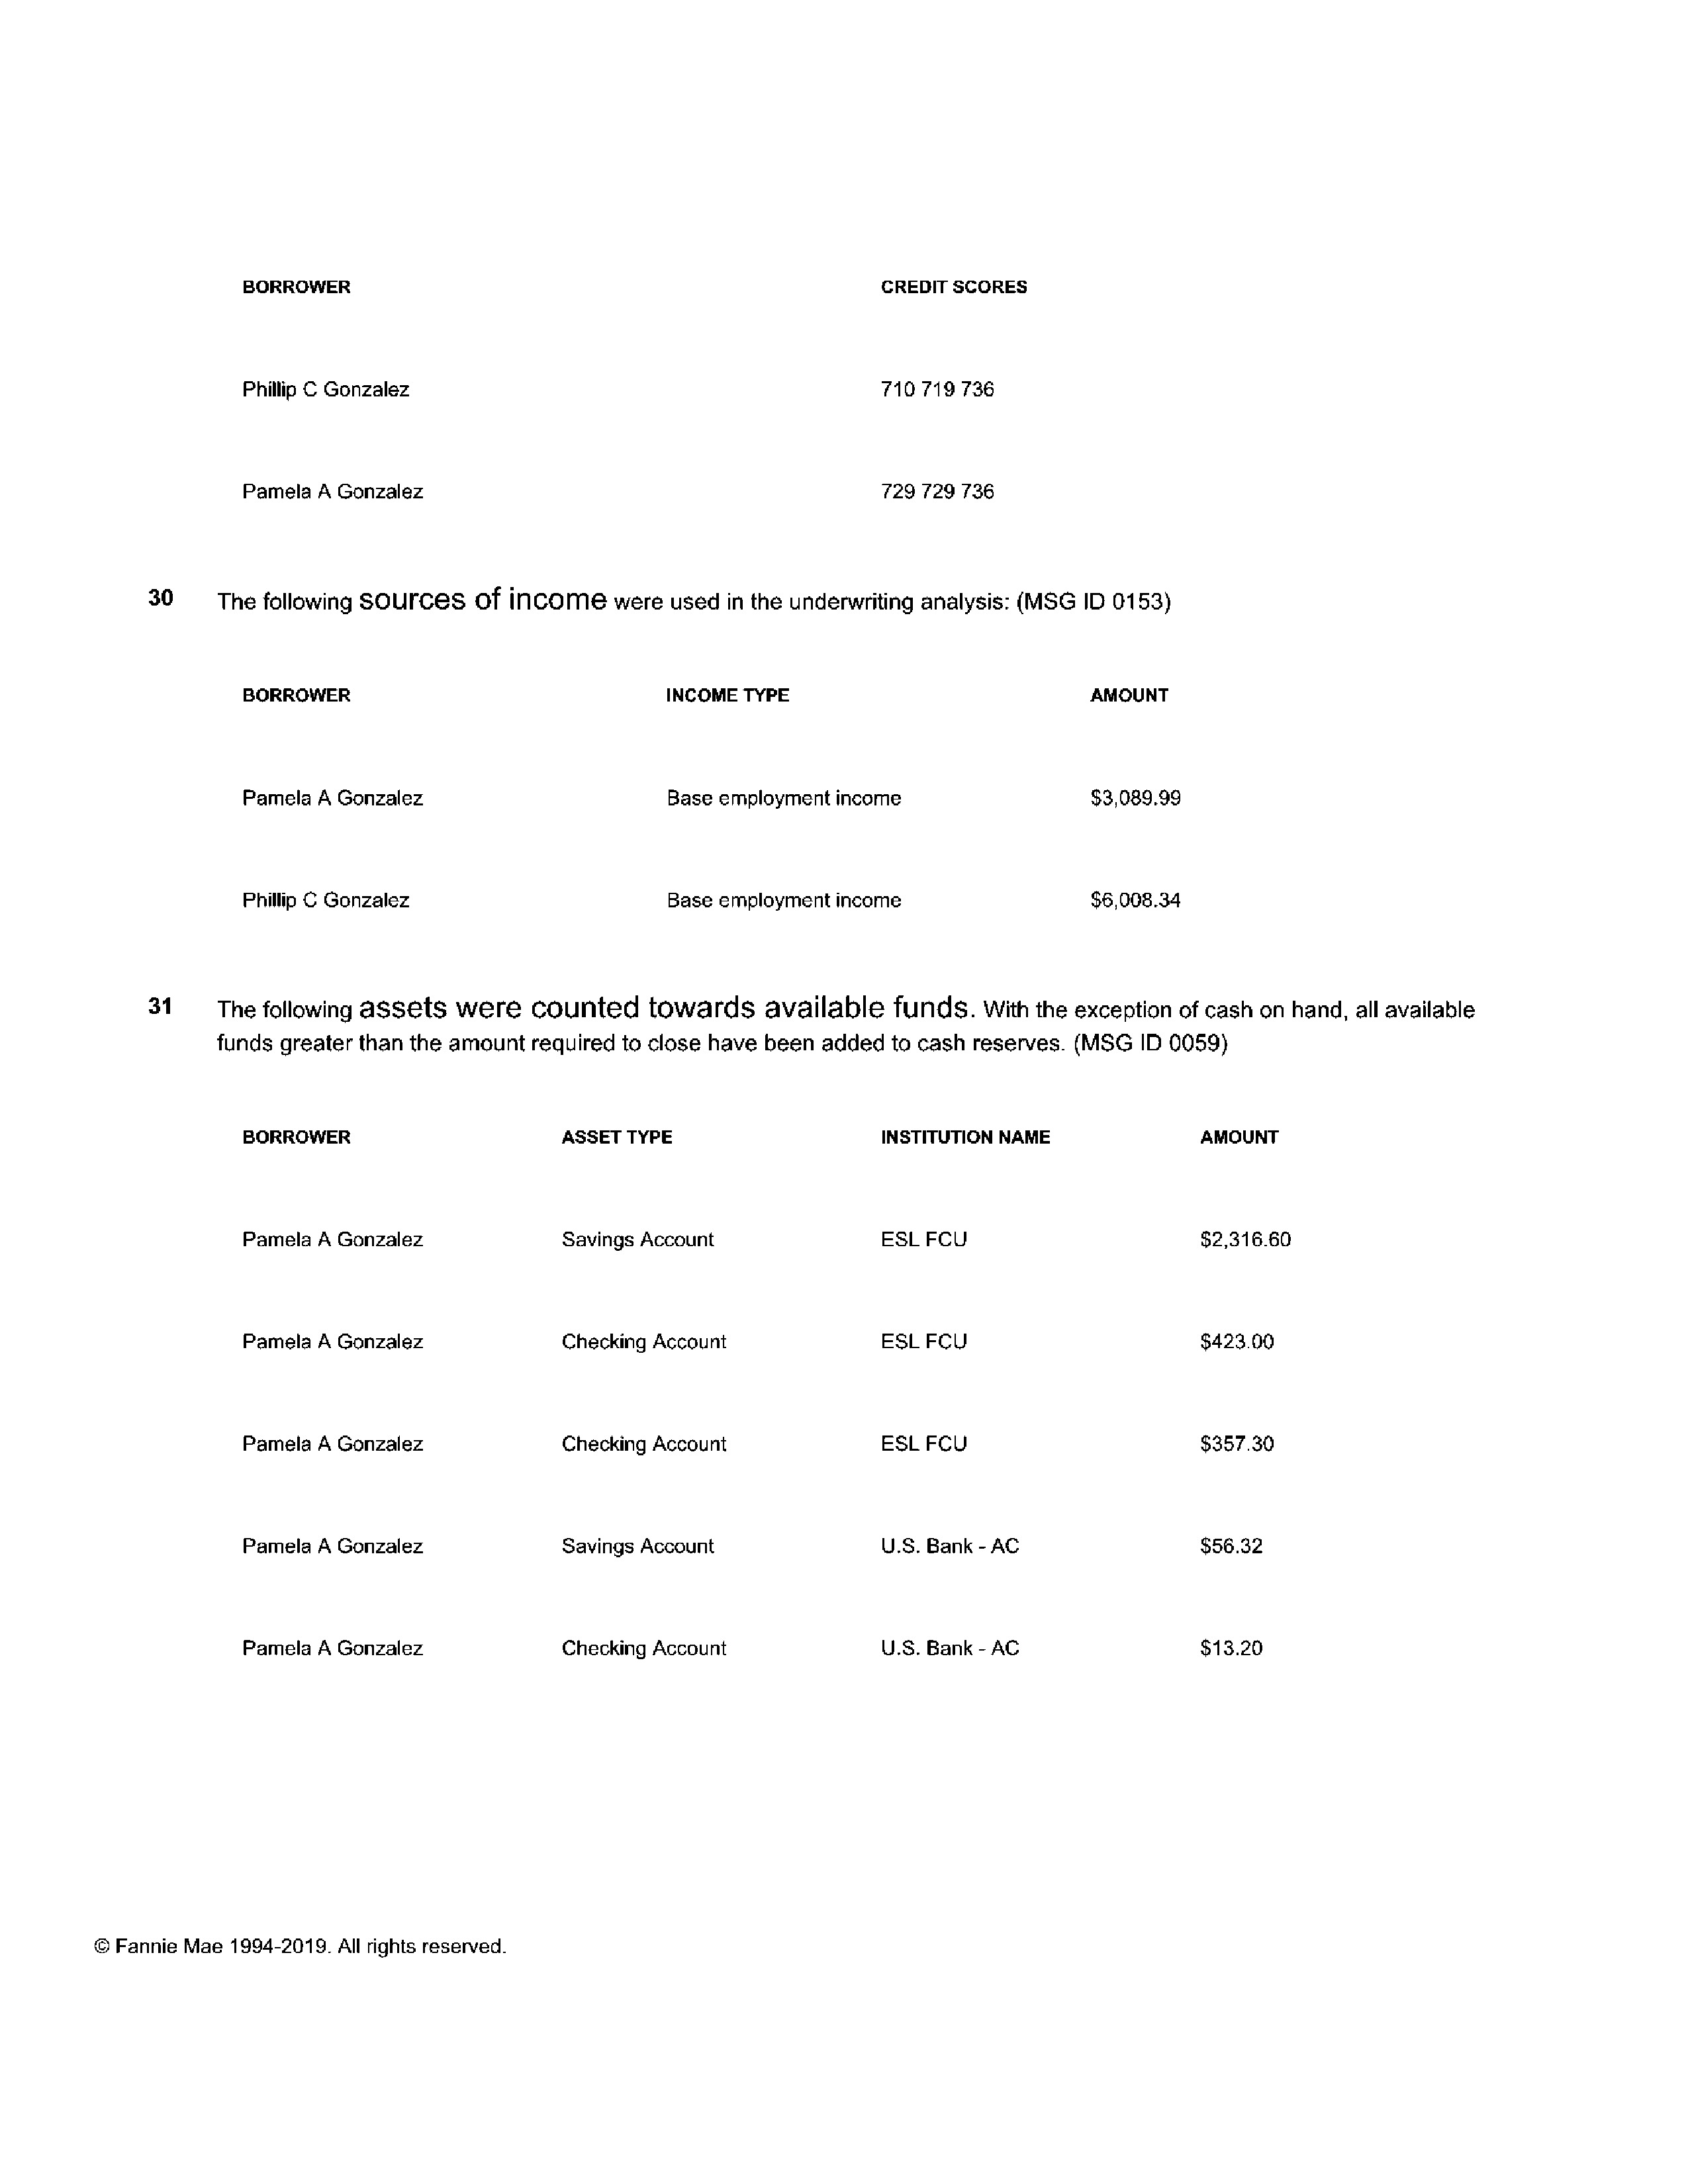 BORROWER CREDIT SCORES
Phillip C Gonzalez 710 719 736
Pamela A Gonzalez 729 729 736
30 The following sources of income were used in the underwriting analysis: (MSG ID 0153)
BORROWER INCOME TYPE AMOUNT
Pamela A Gonzalez Base employment income $3,089.99
Phillip C Gonzalez Base employment income $6,008.34
31 The following assets were counted towards available funds. With the exception of cash on hand, all available
funds greater than the amount required to close have been added to cash reserves. (MSG ID 0059)
BORROWER ASSET TYPE INSTITUTION NAME AMOUNT
Pamela A Gonzalez Savings Account ESL FCU $2,316.60
Pamela A Gonzalez Checking Account ESL FCU $423.00
Pamela A Gonzalez Checking Account ESL FCU $357.30
Pamela A Gonzalez Savings Account U.S. Bank - AC $56.32
Pamela A Gonzalez Checking Account U.S. Bank - AC $13.20
© Fannie Mae 1994-2019. All rights reserved.